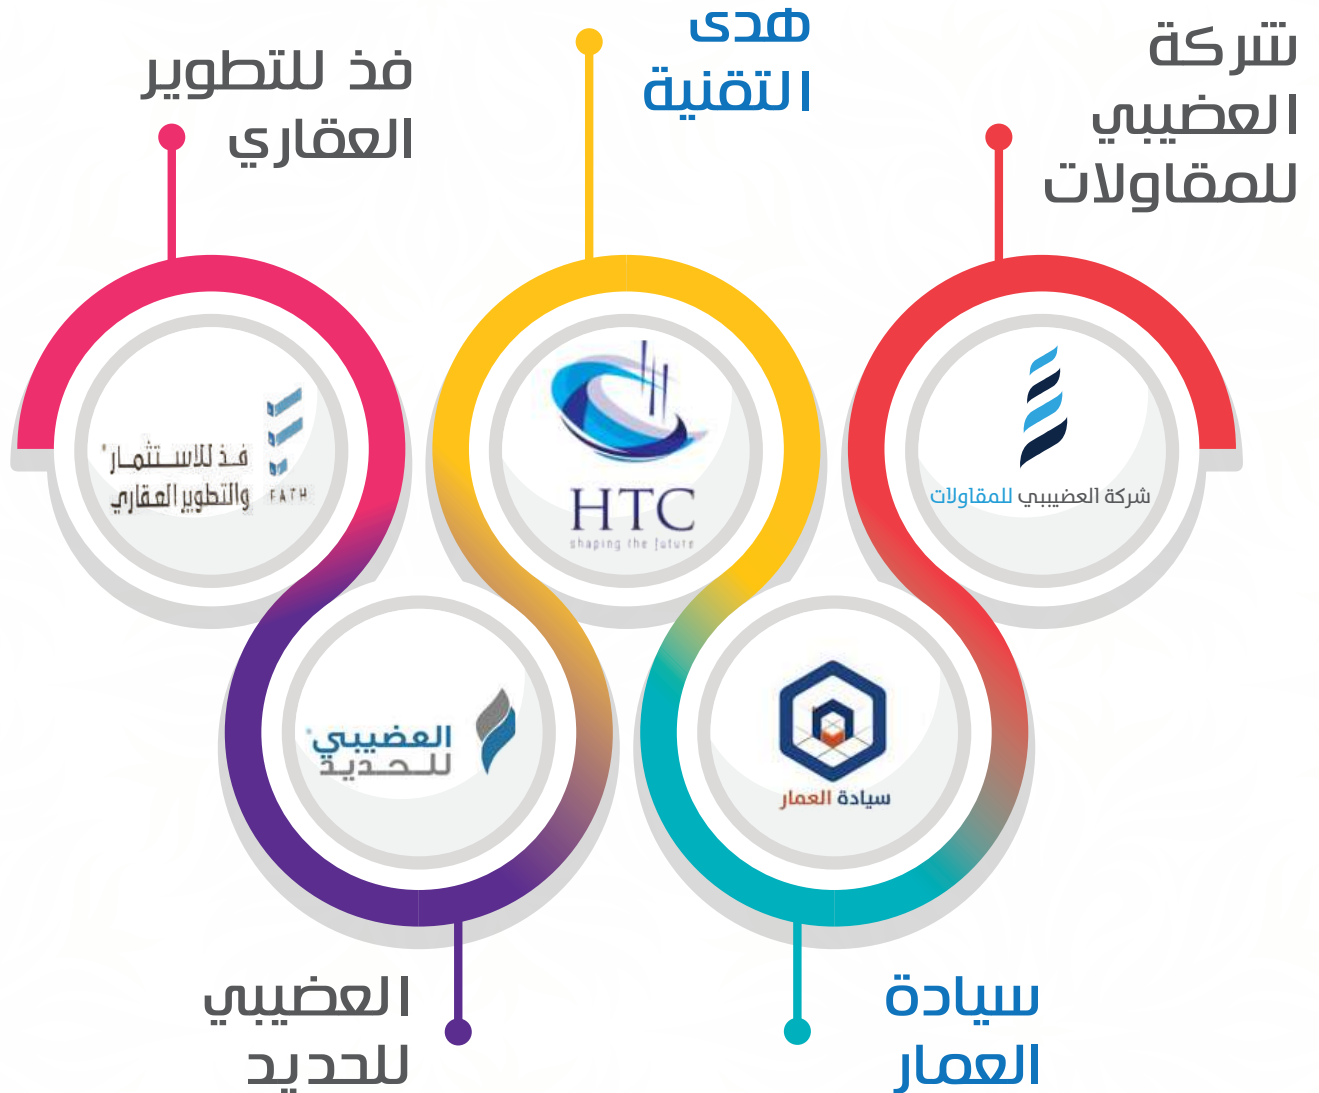 شركة
العضيبي
للمقاولات
هدى
التقنية
فذ للتطوير
العقاري
شركة العضيبي للمقاولات
HTC
shaping the future
فذ للاستثمار
والتطوير العقاري
FATH
سيادة العمار
العضيبي
للحديد
سيادة
العمار
العضيبي
للحديد